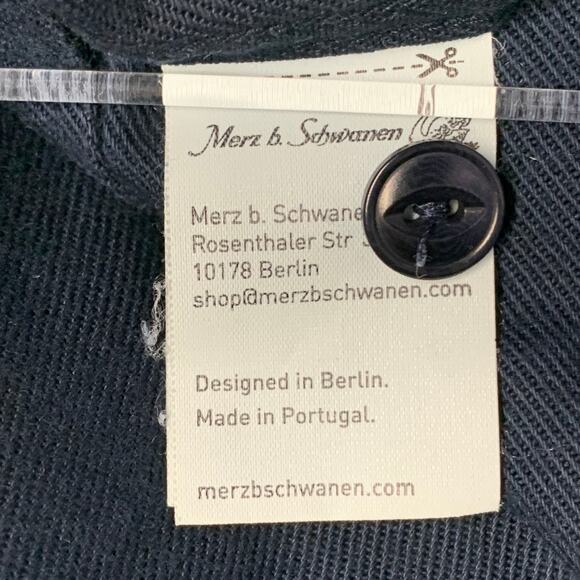 Merz b. Schwanen
Merz b. Schwane
Rosenthaler Str
10178 Berlin
shop@merzbschwanen.com
Designed in Berlin.
Made in Portugal.
merzbschwanen.com